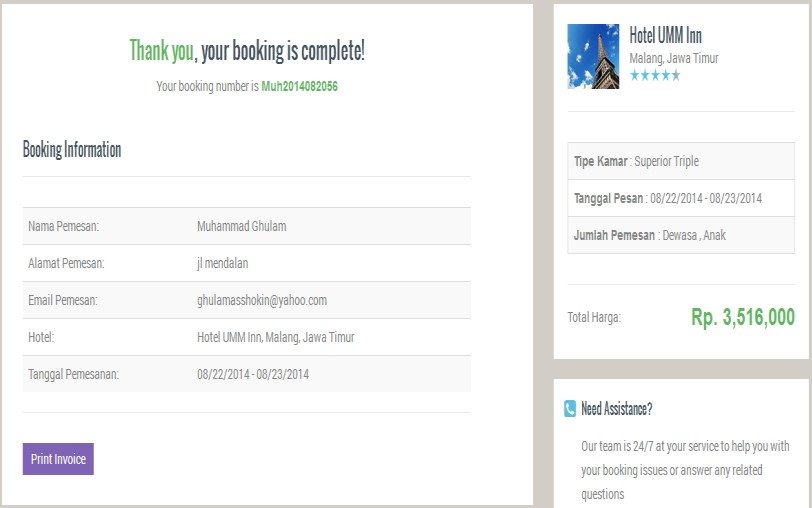 Thank you, your booking is complete!
Your booking number is Muh2014082056
Booking Information
Nama Pemesan: Muhammad Ghulam
Alamat Pemesan: jl mendalan
Email Pemesan: ghulamasshokin@yahoo.com
Hotel: Hotel UMM Inn, Malang, Jawa Timur
Tanggal Pemesanan: 08/22/2014 - 08/23/2014
Print Invoice
Hotel UMM Inn
Malang, Jawa Timur
Tipe Kamar : Superior Triple
Tanggal Pesan : 08/22/2014 - 08/23/2014
Jumlah Pemesan : Dewasa , Anak
Total Harga: Rp. 3,516,000
Need Assistance?
Our team is 24/7 at your service to help you with
your booking issues or answer any related
questions